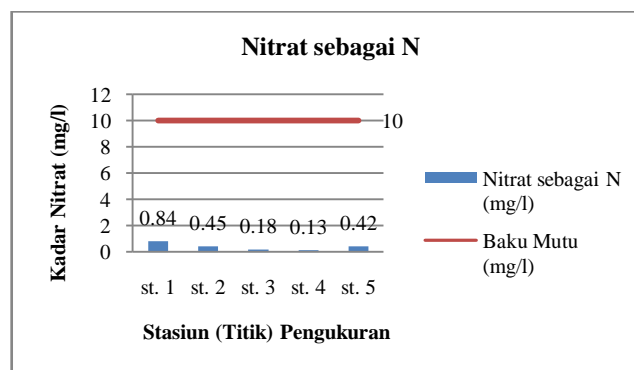 Nitrat sebagai N
Kadar Nitrat (mg/l)
12
10
8
6
4
2
0
10
0.84 0.45 0.18 0.13 0.42
st. 1 st. 2 st. 3 st. 4 st. 5
Stasiun (Titik) Pengukuran
Nitrat sebagai N
(mg/l)
Baku Mutu
(mg/l)